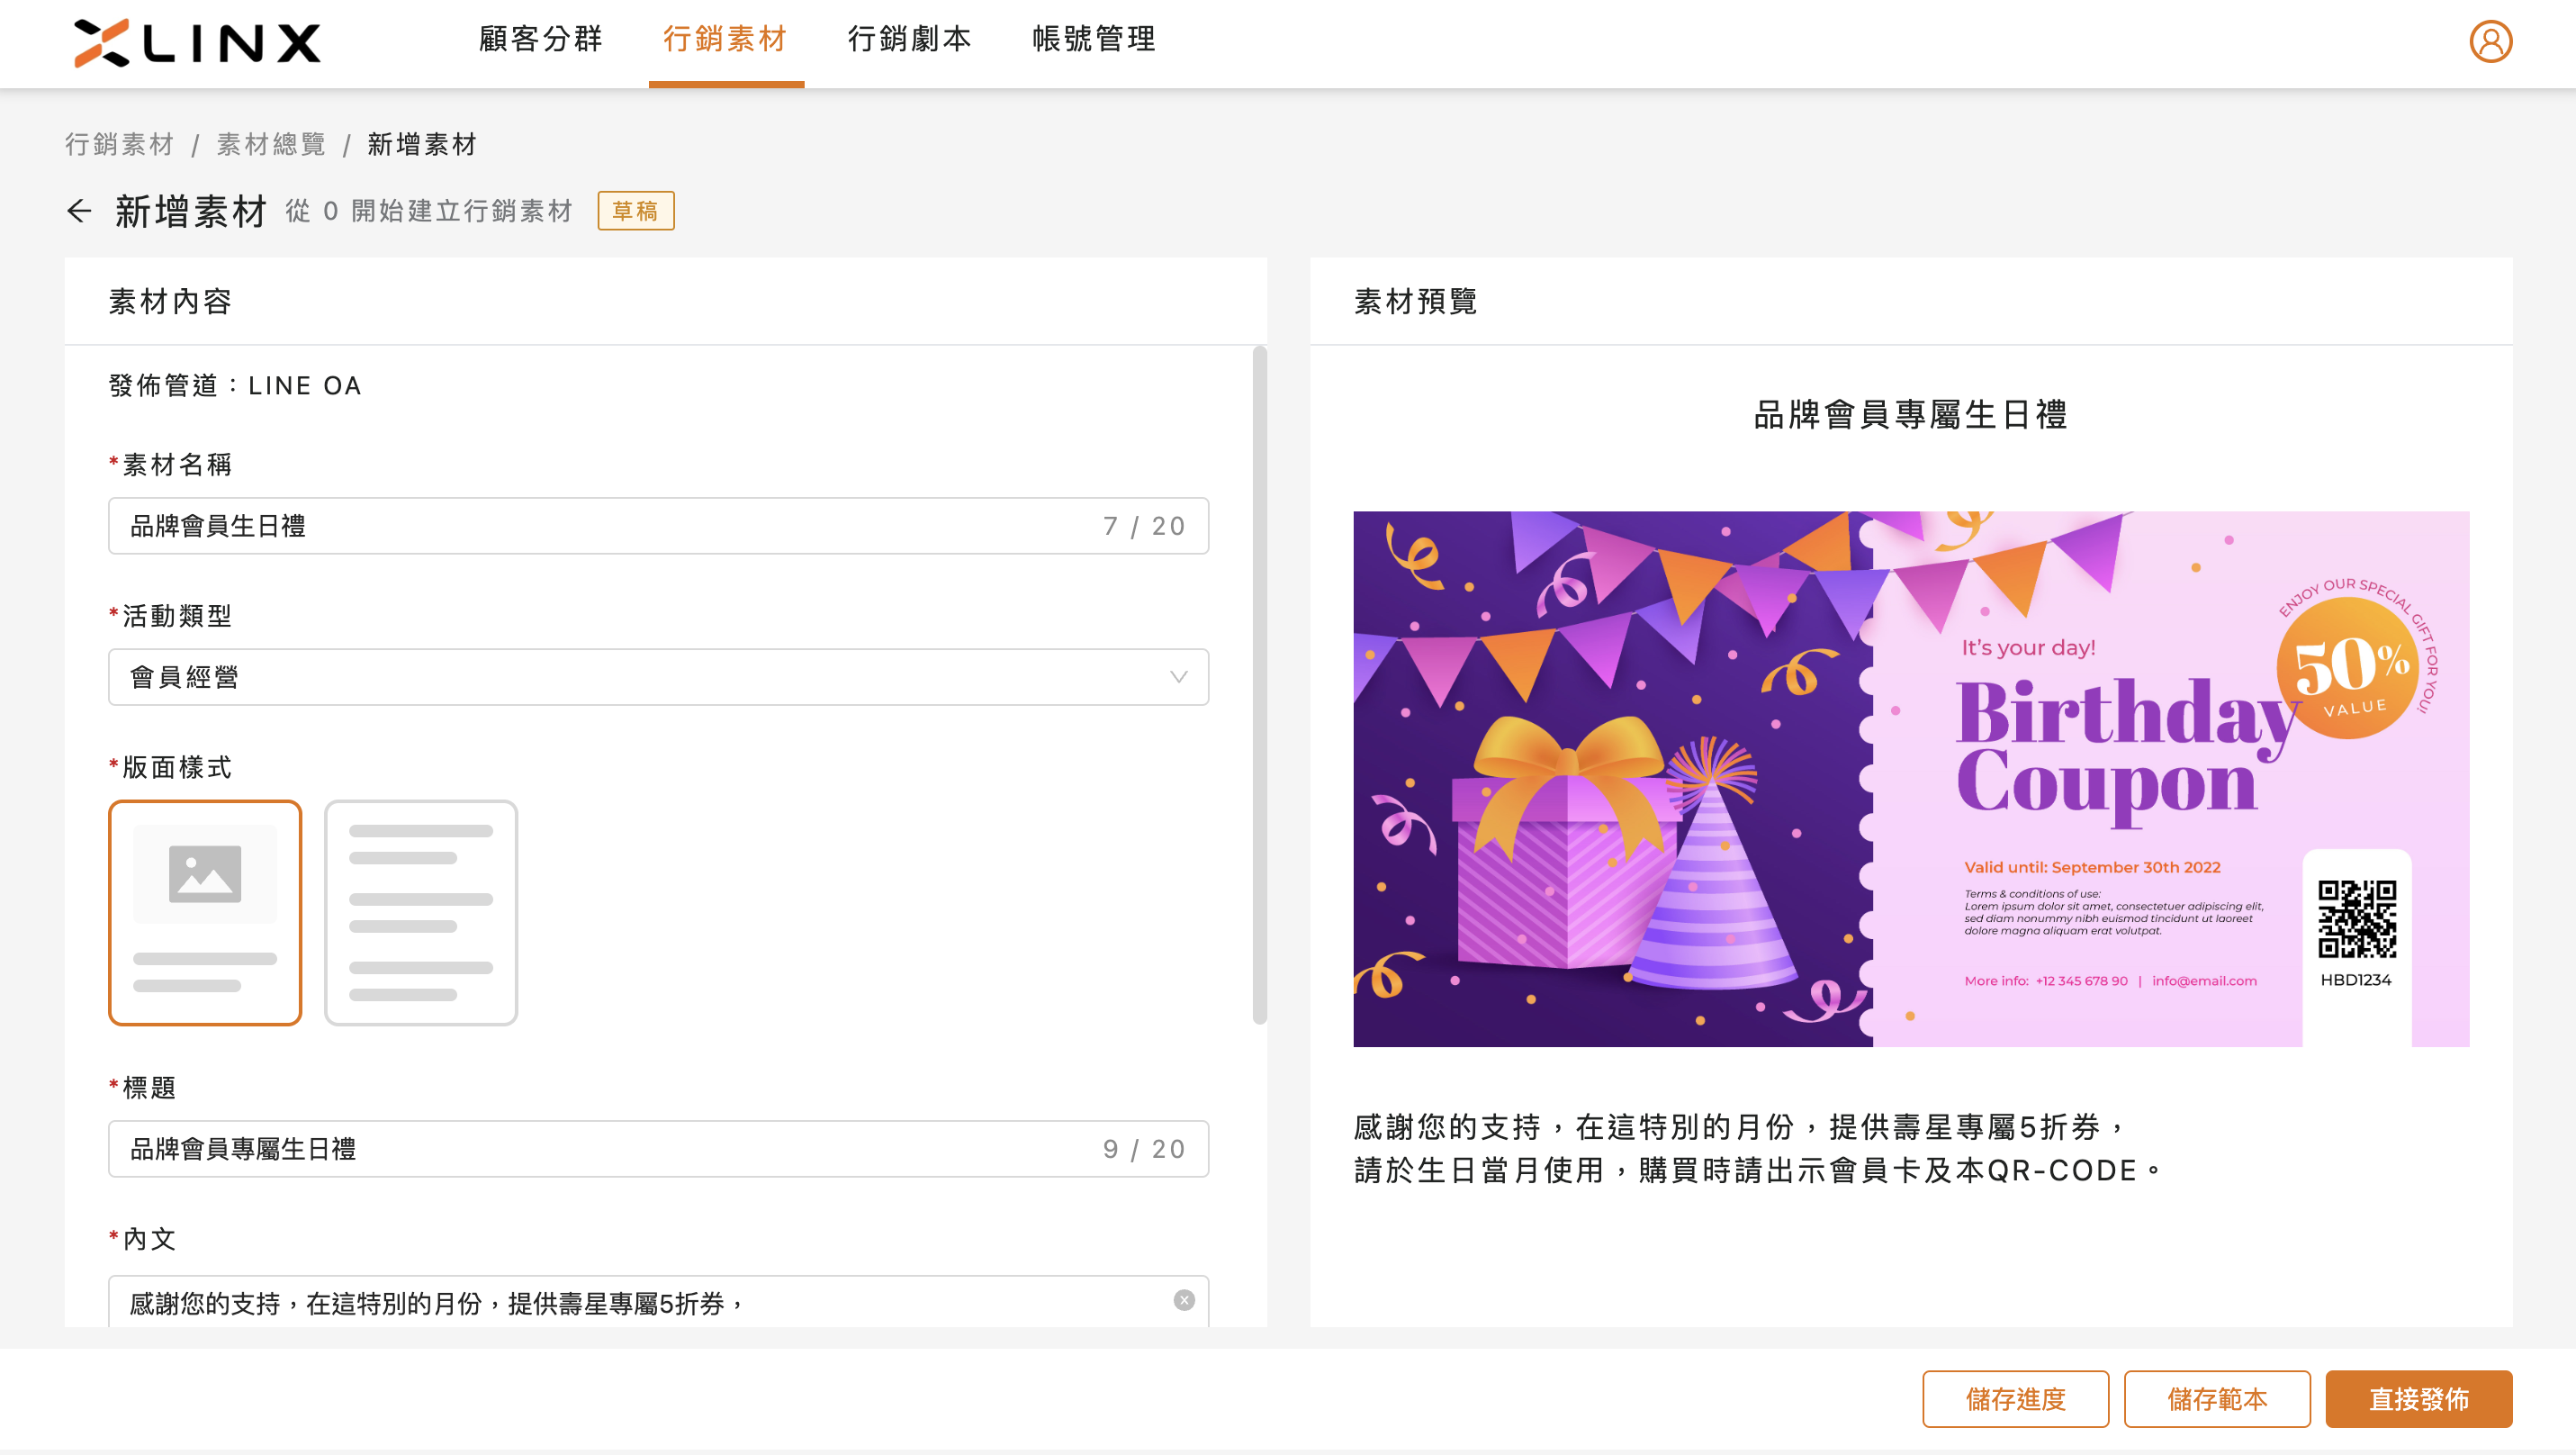 XLINX
顧客分群 行銷素材 行銷劇本 帳號管理
行銷素材 / 素材總覽 / 新增素材
新增素材 從 0 開始建立行銷素材 草稿
素材內容
發佈管道：LINE OA
*素材名稱
品牌會員生日禮 7 / 20
*活動類型
會員經營
*版面樣式
*標題
品牌會員專屬生日禮 9 / 20
*內文
感謝您的支持，在這特別的月份，提供壽星專屬5折券，
素材預覽
品牌會員專屬生日禮
ENJOY OUR SPECIAL GIFT FOR YOU!
50%
VALUE
It's your day!
Birthday
Coupon
Valid until: September 30th 2022
Terms & conditions of use:
Lorem ipsum dolor sit amet, consectetuer adipiscing elit,
sed diam nonummy nibh euismod tincidunt ut laoreet
dolore magna aliquam erat volutpat.
More info: +12 345 678 90 | info@email.com
HBD1234
感謝您的支持，在這特別的月份，提供壽星專屬5折券，
請於生日當月使用，購買時請出示會員卡及本QR-CODE。
儲存進度 儲存範本 直接發佈